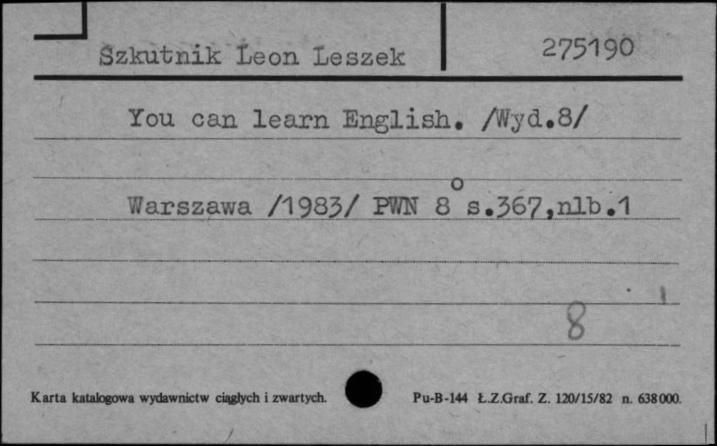 Szkutnik Leon Leszek 275190
You can learn English. /Wyd.8/
Warszawa /1983/ PWN 8° s.367,nlb.1
8
Karta katalogowa wydawnictw ciągłych i zwartych. Pu-B-144 Ł.Z.Graf. Z. 120/15/82 n. 638000.